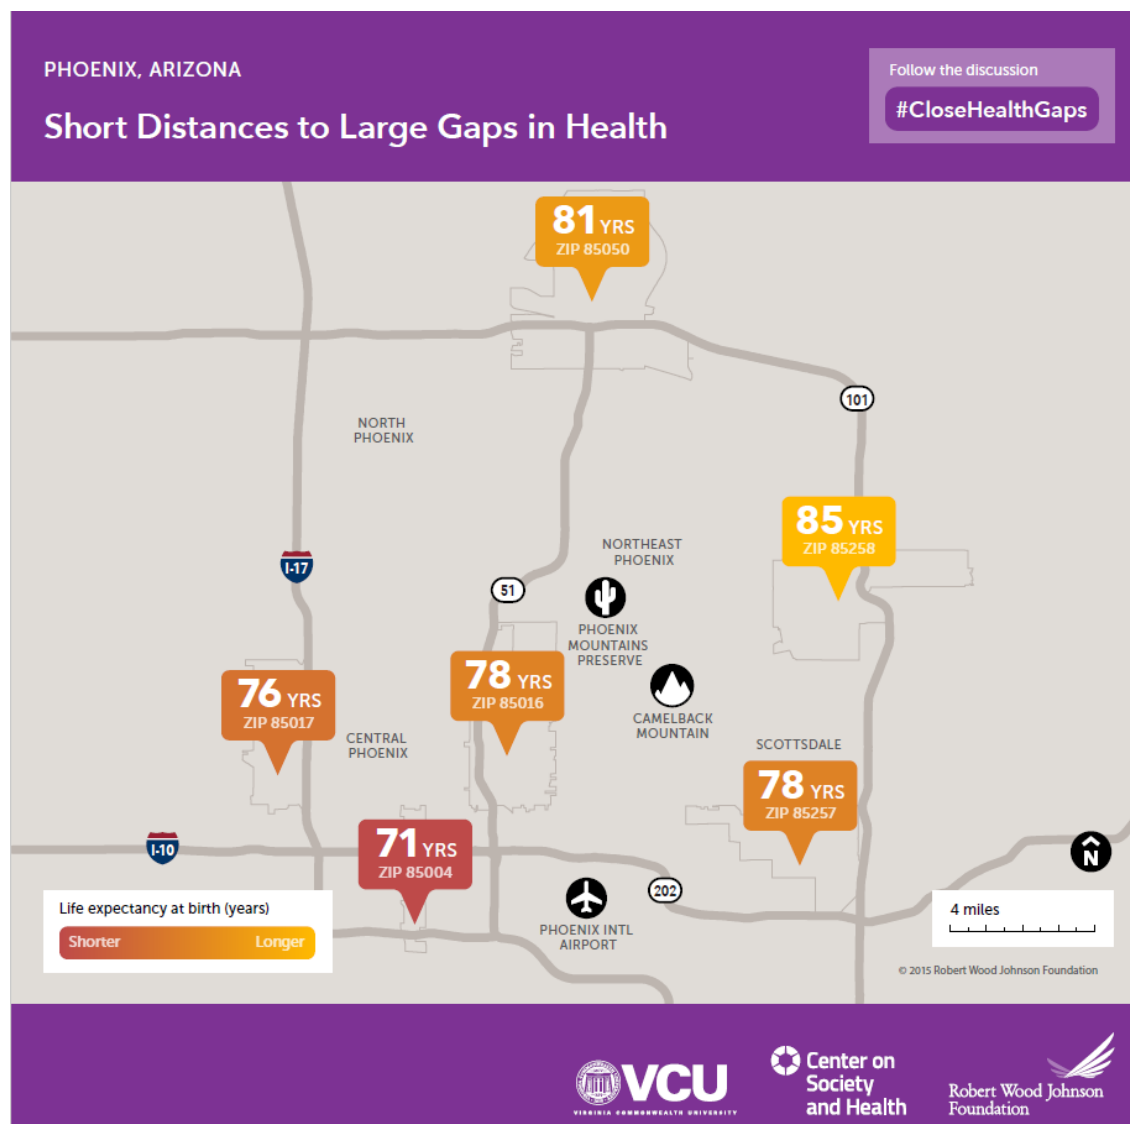 PHOENIX, ARIZONA
Short Distances to Large Gaps in Health
Follow the discussion
#CloseHealthGaps
81 YRS
ZIP 85050
101
NORTH
PHOENIX
85 YRS
ZIP 85258
NORTHEAST
PHOENIX
I-17
51
PHOENIX
MOUNTAINS
PRESERVE
76 YRS
ZIP 85017
78 YRS
ZIP 85016
CAMELBACK
MOUNTAIN
CENTRAL
PHOENIX
SCOTTSDALE
78 YRS
ZIP 85257
71 YRS
ZIP 85004
I-10
N
202
Life expectancy at birth (years)
Shorter
Longer
PHOENIX INTL
AIRPORT
4 miles
© 2015 Robert Wood Johnson Foundation
VCU
VIRGINIA COMMONWEALTH UNIVERSITY
Center on
Society
and Health
Robert Wood Johnson
Foundation